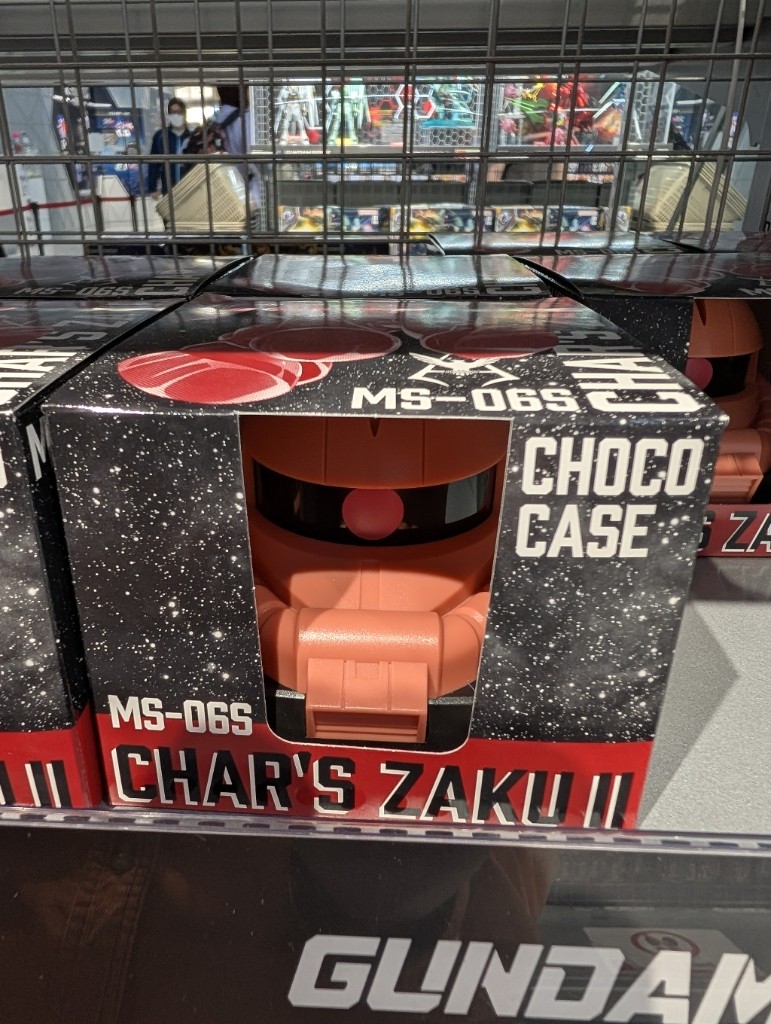 MS-06S
CHAR'S
CHOCO
CASE
MS-06S
CHAR'S ZAKU II
GUNDAM